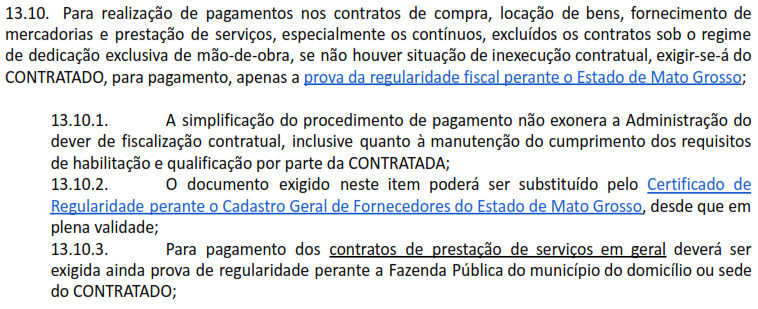 13.10. Para realização de pagamentos nos contratos de compra, locação de bens, fornecimento de
mercadorias e prestação de serviços, especialmente os contínuos, excluídos os contratos sob o regime
de dedicação exclusiva de mão-de-obra, se não houver situação de inexecução contratual, exigir-se-á do
CONTRATADO, para pagamento, apenas a prova da regularidade fiscal perante o Estado de Mato Grosso;
13.10.1. A simplificação do procedimento de pagamento não exonera a Administração do
dever de fiscalização contratual, inclusive quanto à manutenção do cumprimento dos requisitos
de habilitação e qualificação por parte da CONTRATADA;
13.10.2. O documento exigido neste item poderá ser substituído pelo Certificado de
Regularidade perante o Cadastro Geral de Fornecedores do Estado de Mato Grosso, desde que em
plena validade;
13.10.3. Para pagamento dos contratos de prestação de serviços em geral deverá ser
exigida ainda prova de regularidade perante a Fazenda Pública do município do domicílio ou sede
do CONTRATADO;